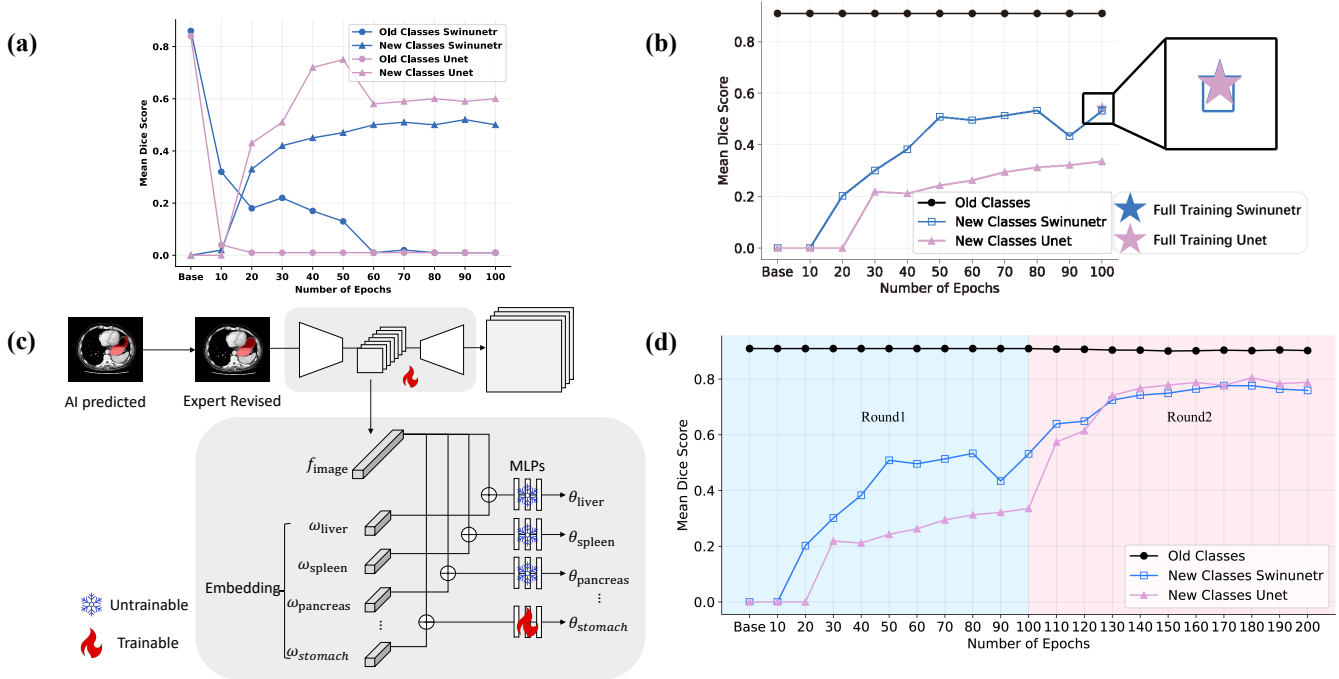 (a)
Old Classes Swinunetr
New Classes Swinunetr
Old Classes Unet
New Classes Unet
Mean Dice Score
0.8
0.6
0.4
0.2
0.0
Base 10 20 30 40 50 60 70 80 90 100
Number of Epochs
(b)
Mean Dice Score
0.8
0.6
0.4
0.2
0.0
Old Classes
New Classes Swinunetr
New Classes Unet
Full Training Swinunetr
Full Training Unet
Base 10 20 30 40 50 60 70 80 90 100
Number of Epochs
(c)
AI predicted
Expert Revised
f_image
MLPs
θ_liver
ω_liver
θ_spleen
ω_spleen
θ_pancreas
Embedding
ω_pancreas
⋮
⋮
θ_stomach
ω_stomach
Untrainable
Trainable
(d)
Mean Dice Score
0.8
0.6
0.4
0.2
0.0
Round1
Round2
Old Classes
New Classes Swinunetr
New Classes Unet
Base 10 20 30 40 50 60 70 80 90 100 110 120 130 140 150 160 170 180 190 200
Number of Epochs